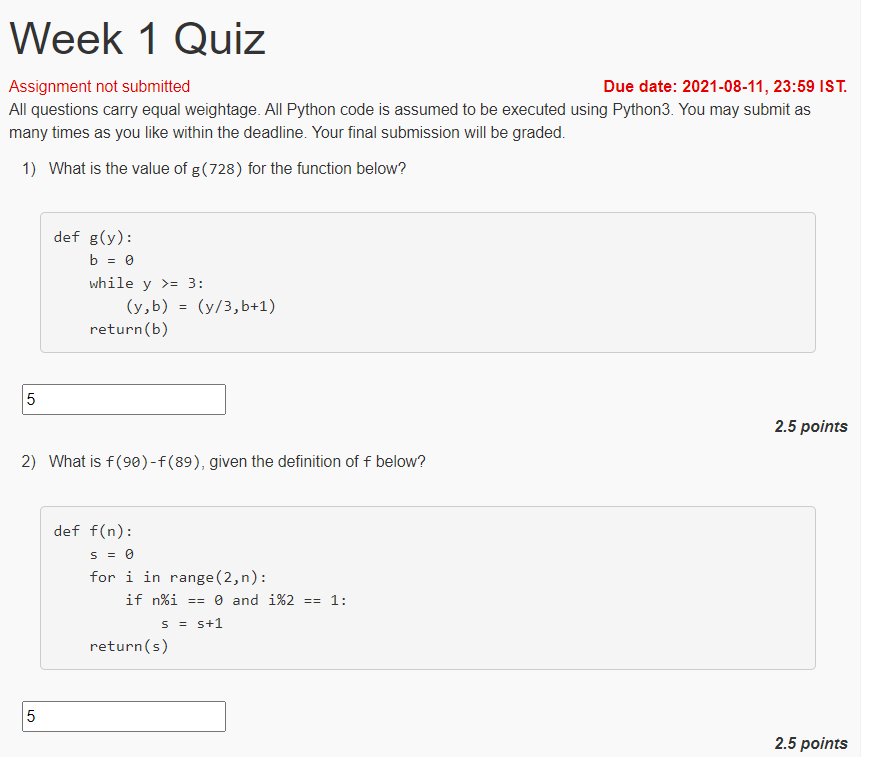 Week 1 Quiz
Assignment not submitted Due date: 2021-08-11, 23:59 IST.
All questions carry equal weightage. All Python code is assumed to be executed using Python3. You may submit as
many times as you like within the deadline. Your final submission will be graded.
1) What is the value of g(728) for the function below?
def g(y):
    b = 0
    while y >= 3:
        (y,b) = (y/3,b+1)
    return(b)
5
2.5 points
2) What is f(90)-f(89), given the definition of f below?
def f(n):
    s = 0
    for i in range(2,n):
        if n%i == 0 and i%2 == 1:
            s = s+1
    return(s)
5
2.5 points